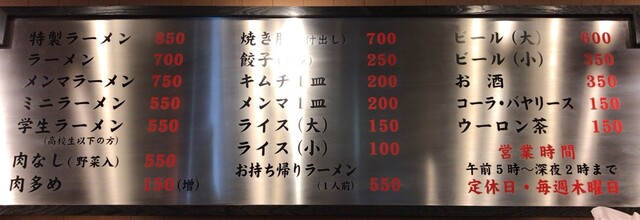 特製ラーメン 850
ラーメン 700
メンマラーメン 750
ミニラーメン 550
学生ラーメン 550
(高校生以下の方)
肉なし(野菜入) 550
肉多め 250(増)
焼き 汁出し) 700
餃子 250
キムチ1皿 200
メンマ1皿 200
ライス(大) 150
ライス(小) 100
お持ち帰りラーメン
(1人前) 550
ビール(大) 600
ビール(小) 350
お酒 350
コーラ・バヤリース 150
ウーロン茶 150
営業時間
午前5時〜深夜2時まで
定休日・毎週木曜日